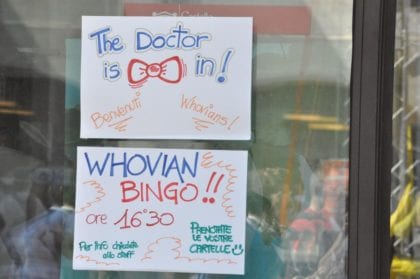 The Doctor
is in!
Benvenuti Whovians!
WHOVIAN
BINGO!!
ore 16:30
Per info chiedete
allo staff
PRENOTATE
LE VOSTRE
CARTELLE